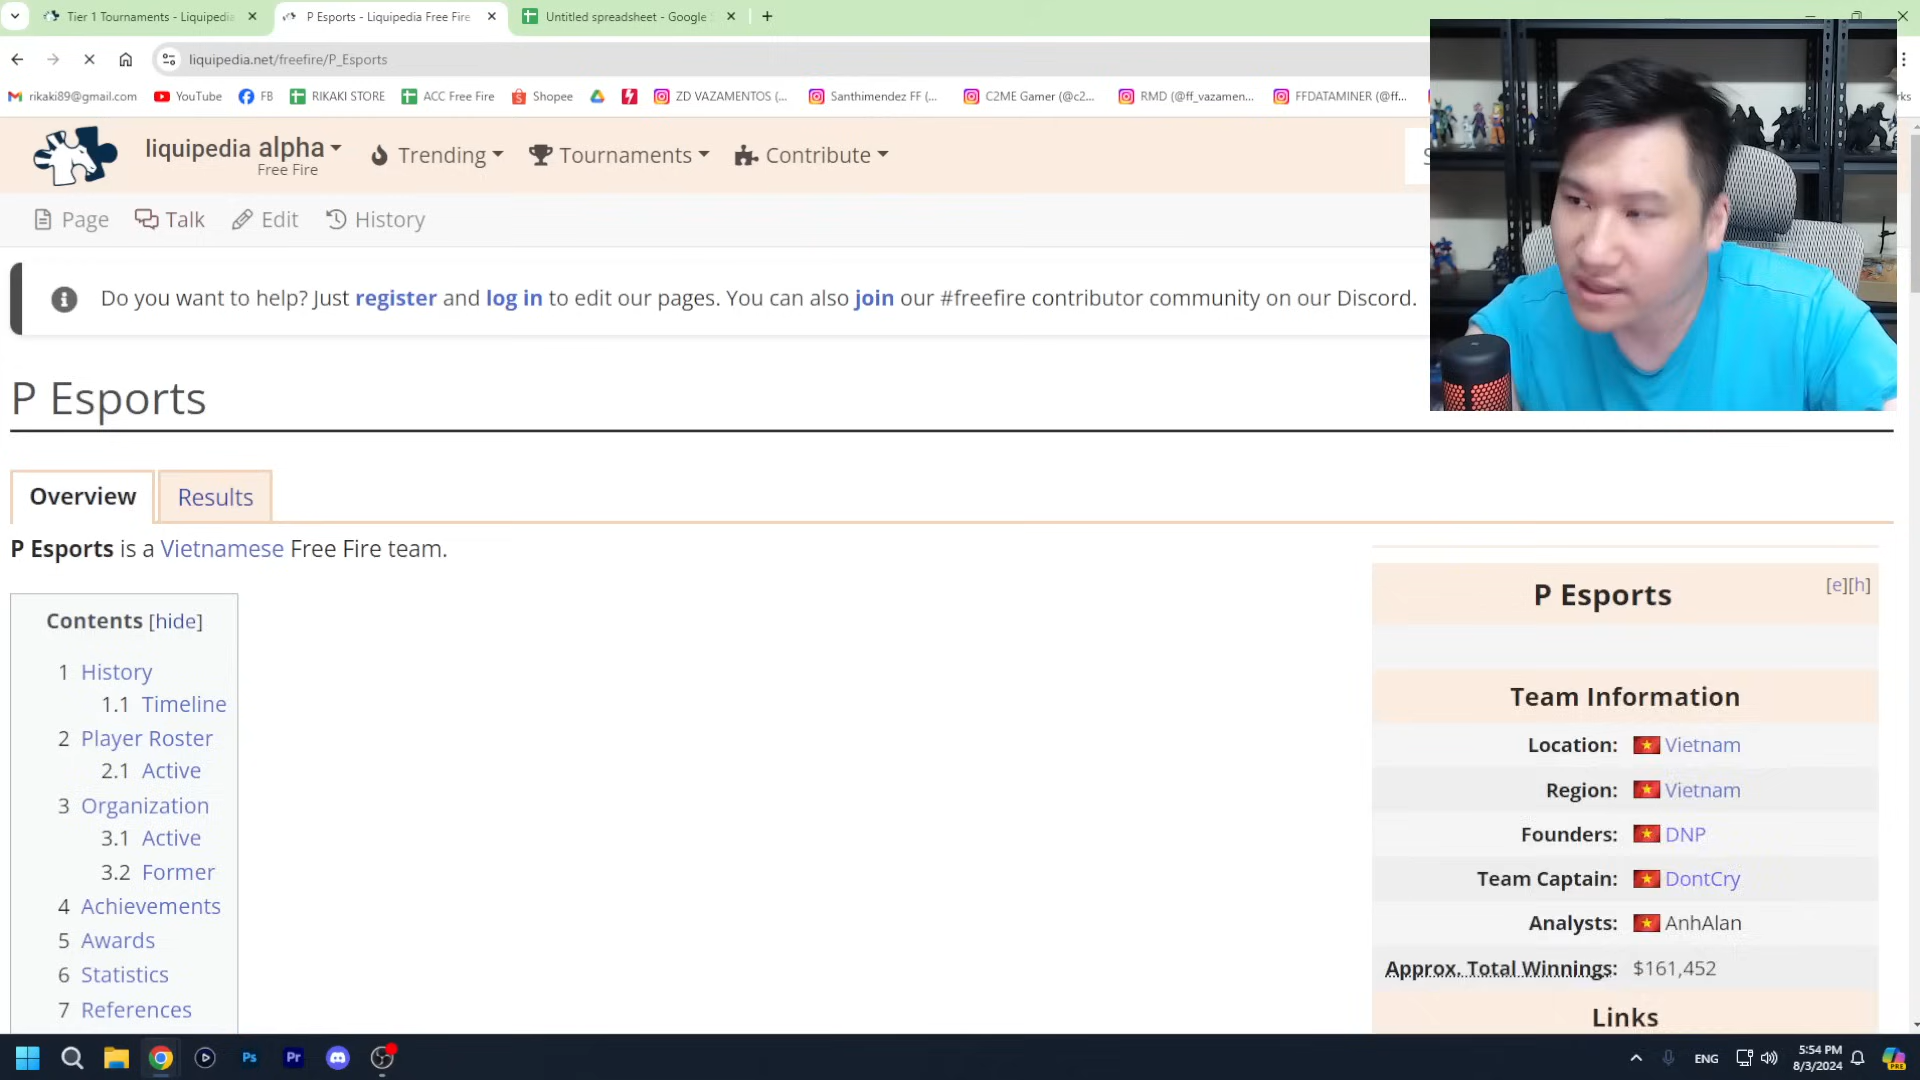 Tier 1 Tournaments - Liquipedia
P Esports - Liquipedia Free Fire
Untitled spreadsheet - Google
liquipedia.net/freefire/P_Esports
rikaki89@gmail.com
YouTube
FB
RIKAKI STORE
ACC Free Fire
Shopee
ZD VAZAMENTOS (...
Santhimendez FF (...
C2ME Gamer (@c2...
RMD (@ff_vazamen...
FFDATAMINER (@ff...
liquipedia alpha
Free Fire
Trending
Tournaments
Contribute
Page
Talk
Edit
History
Do you want to help? Just register and log in to edit our pages. You can also join our #freefire contributor community on our Discord.
P Esports
Overview
Results
P Esports is a Vietnamese Free Fire team.
Contents [hide]
1 History
1.1 Timeline
2 Player Roster
2.1 Active
3 Organization
3.1 Active
3.2 Former
4 Achievements
5 Awards
6 Statistics
7 References
P Esports
[e][h]
Team Information
Location: Vietnam
Region: Vietnam
Founders: DNP
Team Captain: DontCry
Analysts: AnhAlan
Approx. Total Winnings: $161,452
Links
Ps
Pr
ENG
5:54 PM
8/3/2024
PRE